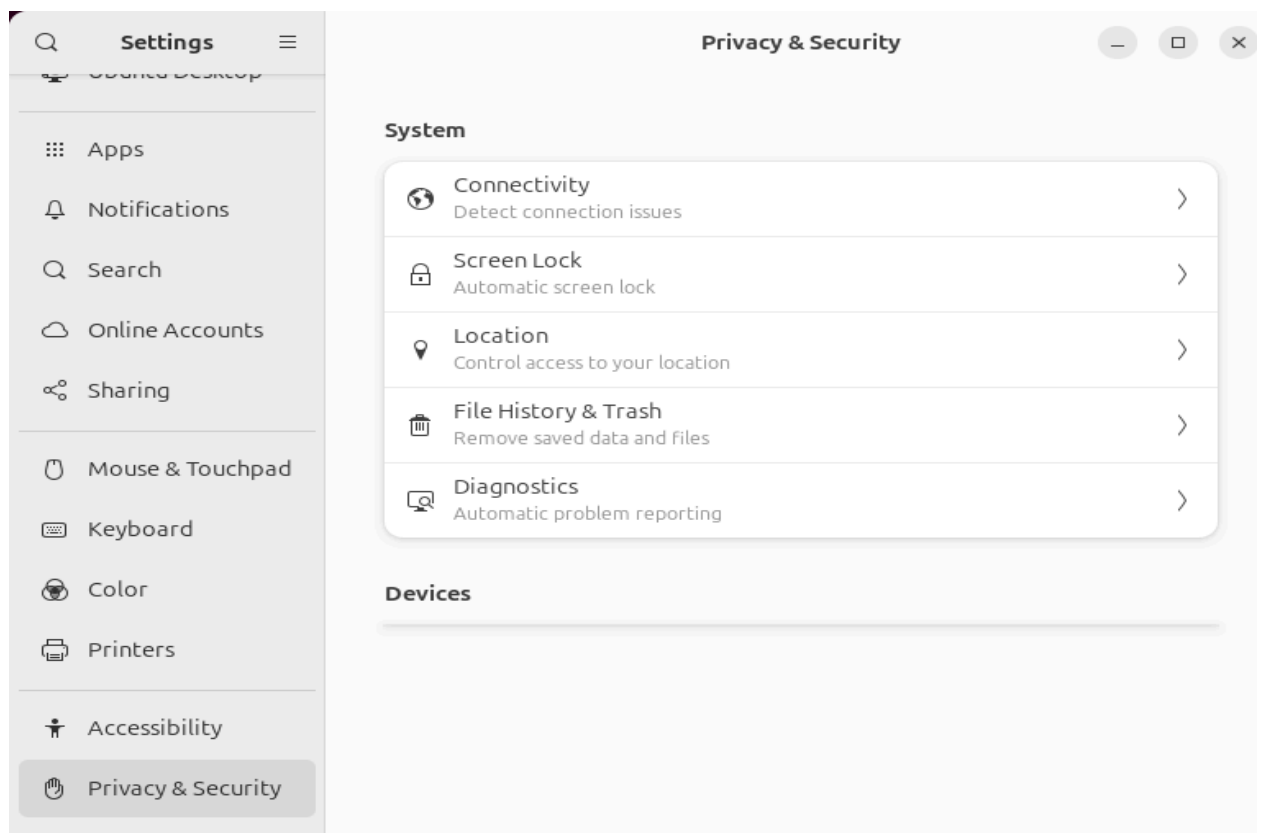 Settings
Privacy & Security
Ubuntu Desktop
Apps
Notifications
Search
Online Accounts
Sharing
Mouse & Touchpad
Keyboard
Color
Printers
Accessibility
Privacy & Security
System
Connectivity
Detect connection issues
Screen Lock
Automatic screen lock
Location
Control access to your location
File History & Trash
Remove saved data and files
Diagnostics
Automatic problem reporting
Devices